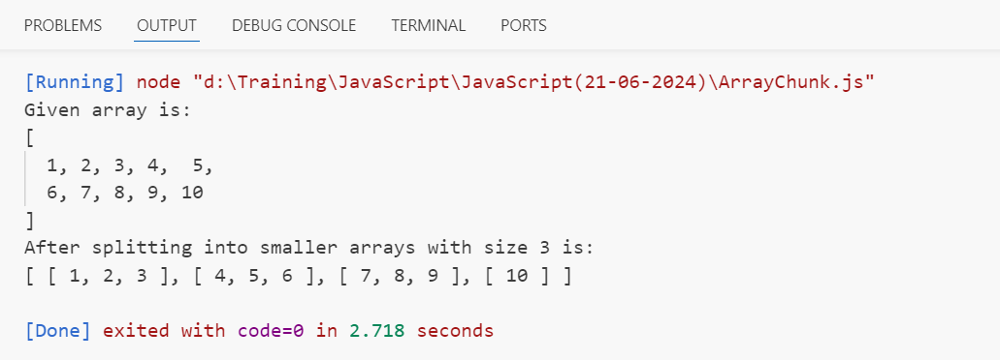 PROBLEMS OUTPUT DEBUG CONSOLE TERMINAL PORTS
[Running] node "d:\Training\JavaScript\JavaScript(21-06-2024)\ArrayChunk.js"
Given array is:
[
  1, 2, 3, 4,  5,
  6, 7, 8, 9, 10
]
After splitting into smaller arrays with size 3 is:
[ [ 1, 2, 3 ], [ 4, 5, 6 ], [ 7, 8, 9 ], [ 10 ] ]
[Done] exited with code=0 in 2.718 seconds